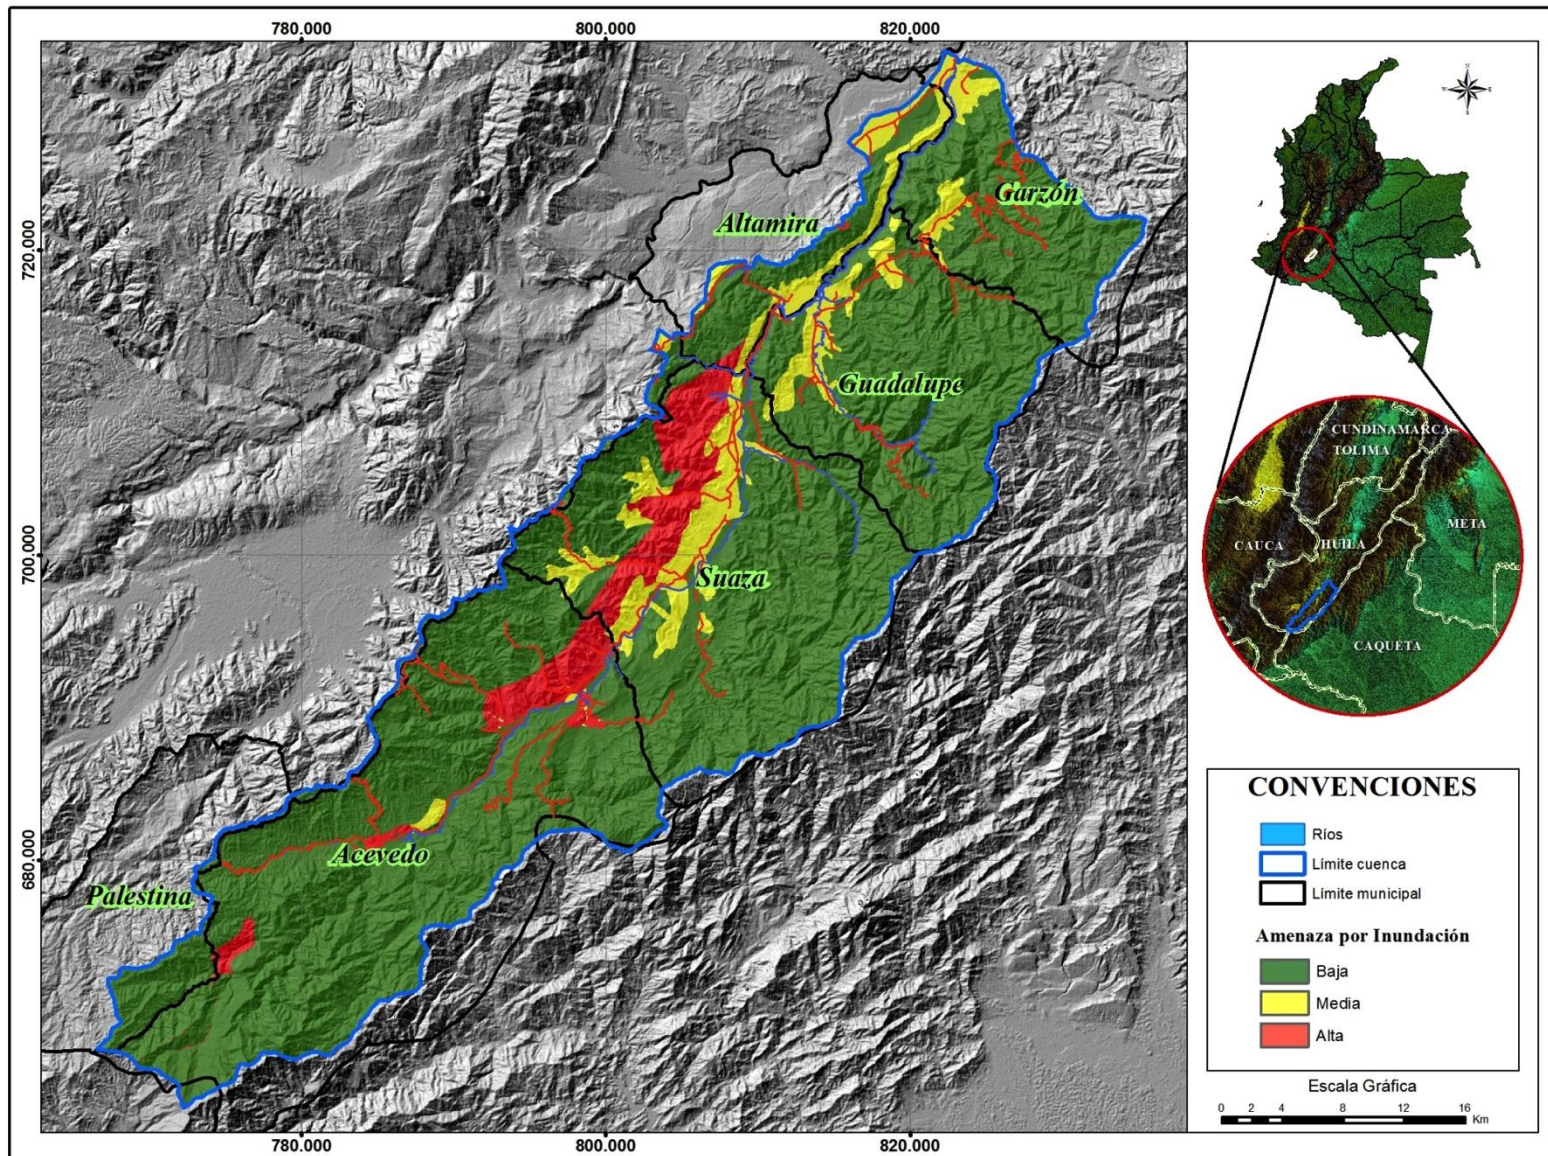 780.000 800.000 820.000
720.000
700.000
680.000
Garzón
Altamira
Guadalupe
Suaza
Acevedo
Palestina
780.000 800.000 820.000
CUNDINAMARCA
TOLIMA
META
CAUCA
HUILA
CAQUETA
CONVENCIONES
Ríos
Límite cuenca
Límite municipal
Amenaza por Inundación
Baja
Media
Alta
Escala Gráfica
0 2 4 8 12 16
Km